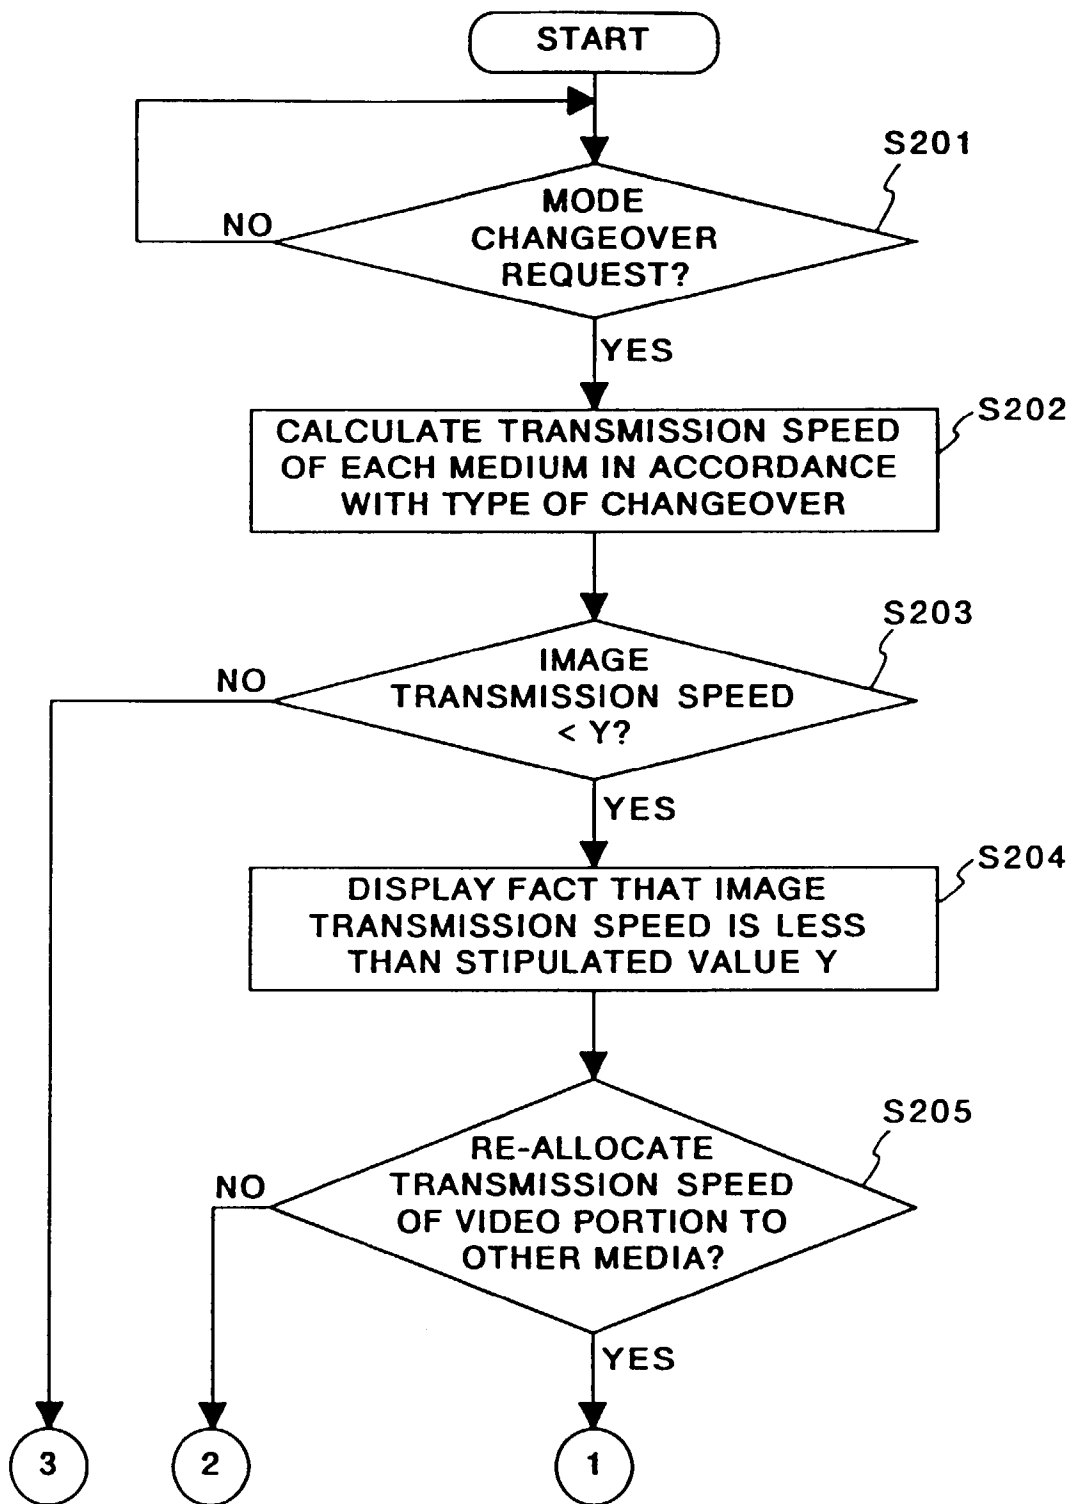 START
S201
MODE
CHANGEOVER
REQUEST?
NO
YES
S202
CALCULATE TRANSMISSION SPEED
OF EACH MEDIUM IN ACCORDANCE
WITH TYPE OF CHANGEOVER
S203
IMAGE
TRANSMISSION SPEED
< Y?
NO
YES
S204
DISPLAY FACT THAT IMAGE
TRANSMISSION SPEED IS LESS
THAN STIPULATED VALUE Y
S205
RE-ALLOCATE
TRANSMISSION SPEED
OF VIDEO PORTION TO
OTHER MEDIA?
NO
YES
3
2
1